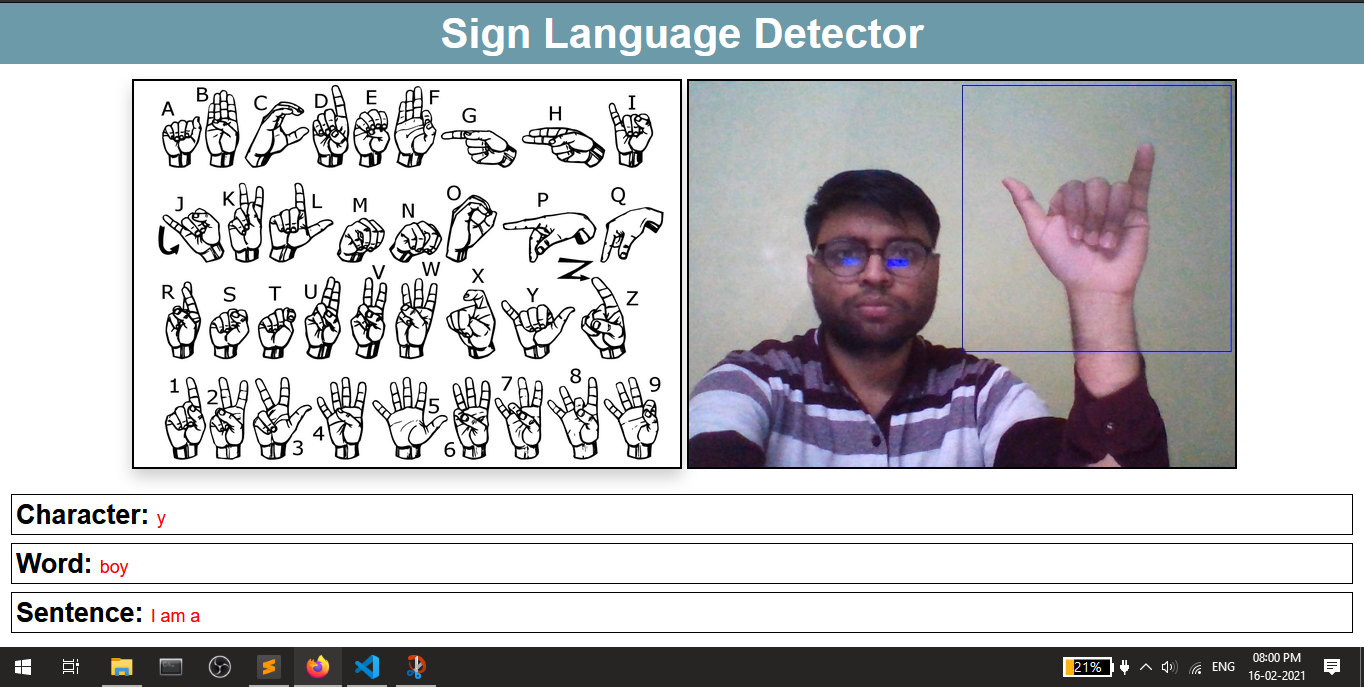 Sign Language Detector
A B C D E F G H I
J K L M N O P Q
R S T U V W X Y Z
1 2 3 4 5 6 7 8 9
Character: y
Word: boy
Sentence: I am a
21% ENG 08:00 PM
16-02-2021